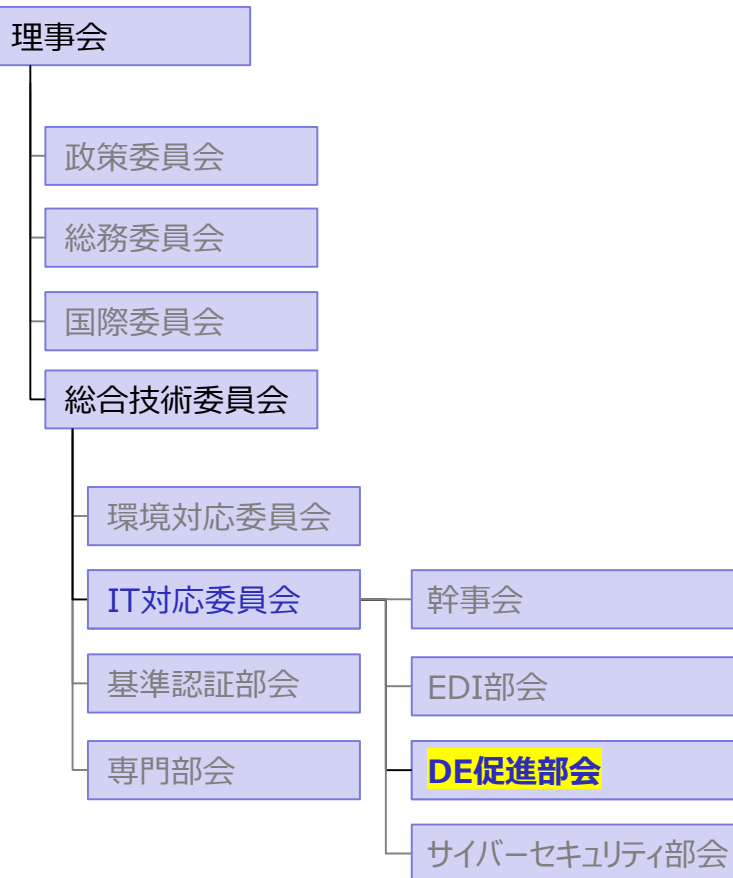 理事会
政策委員会
総務委員会
国際委員会
総合技術委員会
環境対応委員会
IT対応委員会
幹事会
基準認証部会
EDI部会
専門部会
DE促進部会
サイバーセキュリティ部会